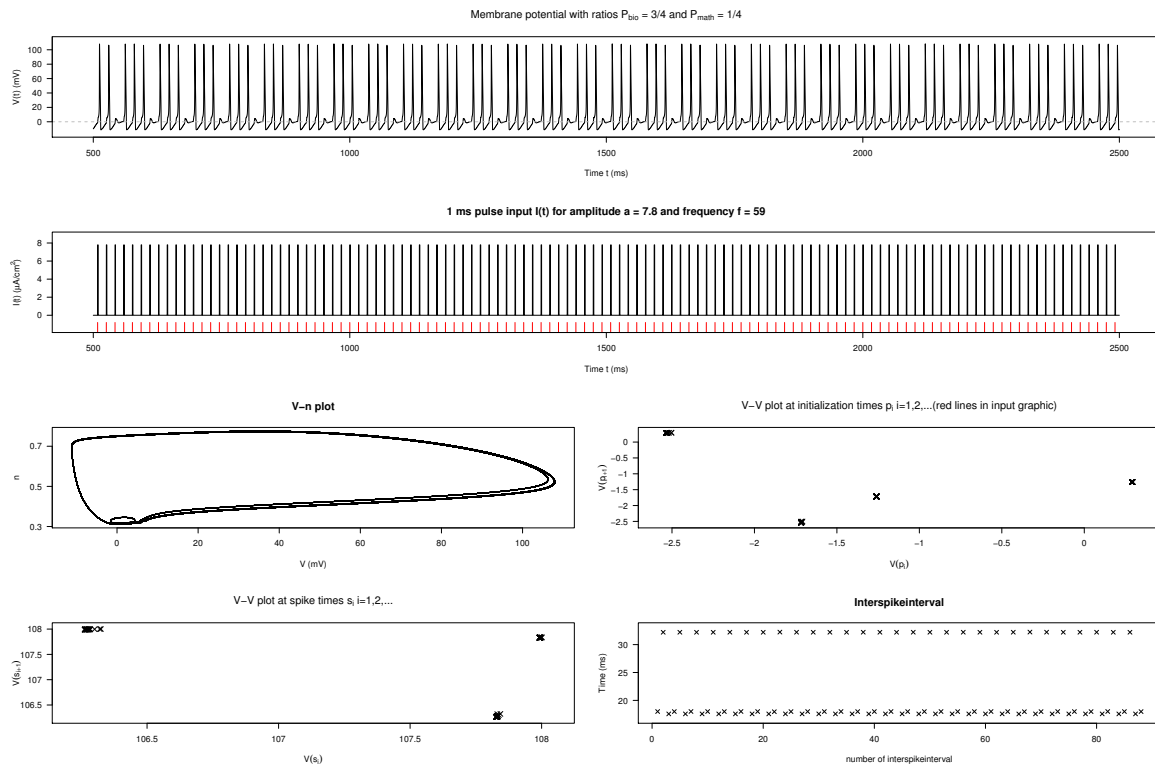 Membrane potential with ratios P_bio = 3/4 and P_math = 1/4
V(t) (mV)
100
80
60
40
20
0
500 1000 1500 2000 2500
Time t (ms)
1 ms pulse input I(t) for amplitude a = 7.8 and frequency f = 59
I(t) (µA/cm²)
8
6
4
2
0
500 1000 1500 2000 2500
Time t (ms)
V−n plot
n
0.7
0.5
0.3
0 20 40 60 80 100
V (mV)
V−V plot at initialization times p_i i=1,2,...(red lines in input graphic)
V(p_i+1)
0
−0.5
−1
−1.5
−2
−2.5
−2.5 −2 −1.5 −1 −0.5 0
V(p_i)
V−V plot at spike times s_i i=1,2,...
V(s_i+1)
108
107.5
107
106.5
106.5 107 107.5 108
V(s_i)
Interspikeinterval
Time (ms)
30
20
0 20 40 60 80
number of interspikeinterval